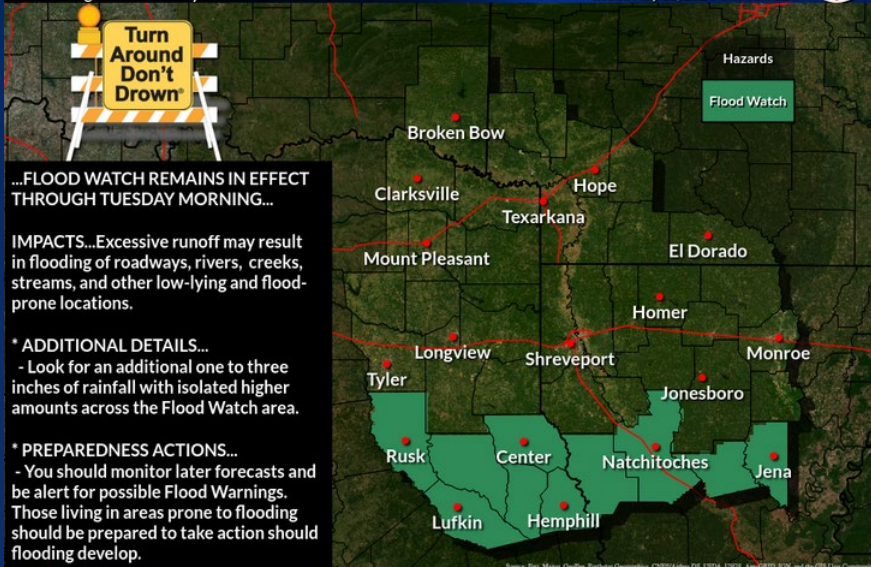 Turn
Around
Don't
Drown®
...FLOOD WATCH REMAINS IN EFFECT
THROUGH TUESDAY MORNING...
IMPACTS...Excessive runoff may result
in flooding of roadways, rivers, creeks,
streams, and other low-lying and flood-
prone locations.
* ADDITIONAL DETAILS...
- Look for an additional one to three
inches of rainfall with isolated higher
amounts across the Flood Watch area.
* PREPAREDNESS ACTIONS...
- You should monitor later forecasts and
be alert for possible Flood Warnings.
Those living in areas prone to flooding
should be prepared to take action should
flooding develop.
Hazards
Flood Watch
Broken Bow
Clarksville
Hope
Texarkana
Mount Pleasant
El Dorado
Homer
Longview
Shreveport
Monroe
Tyler
Jonesboro
Rusk
Center
Natchitoches
Jena
Lufkin
Hemphill